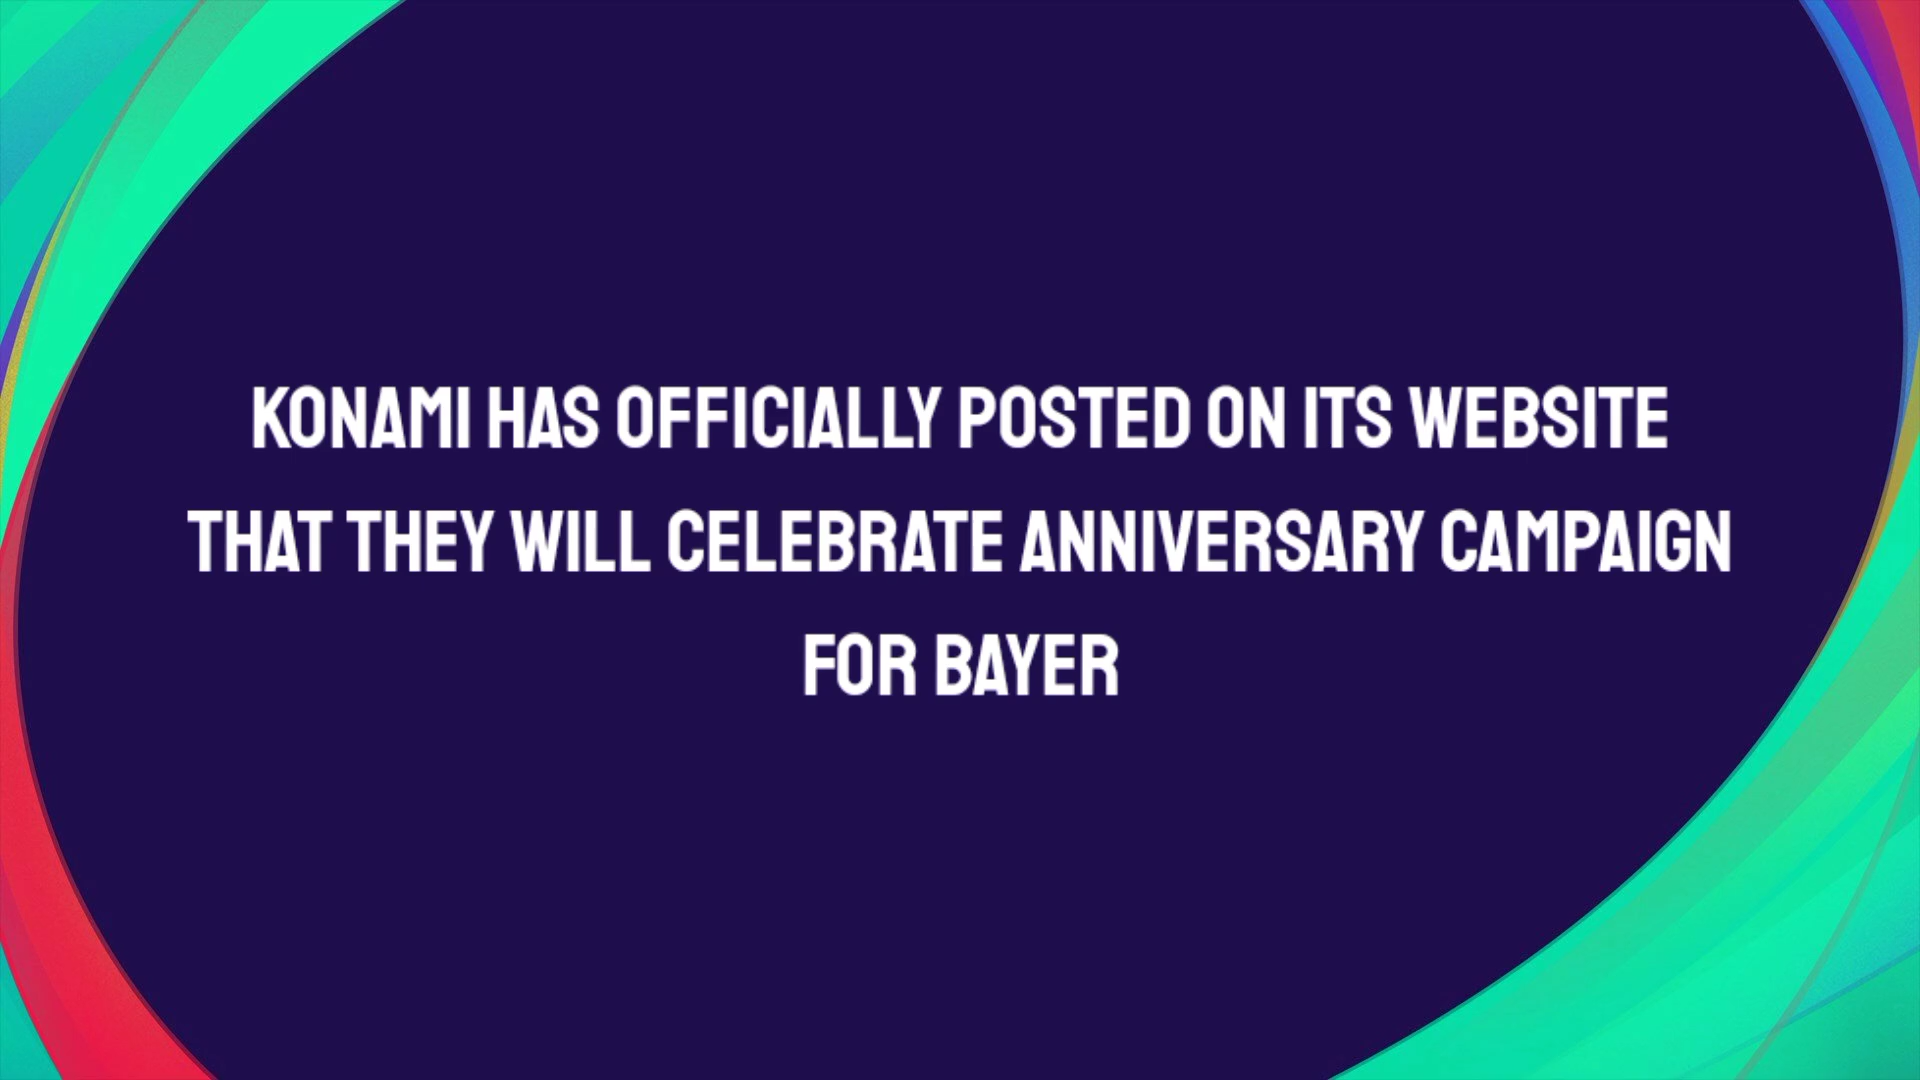 KONAMI HAS OFFICIALLY POSTED ON ITS WEBSITE
THAT THEY WILL CELEBRATE ANNIVERSARY CAMPAIGN
FOR BAYER